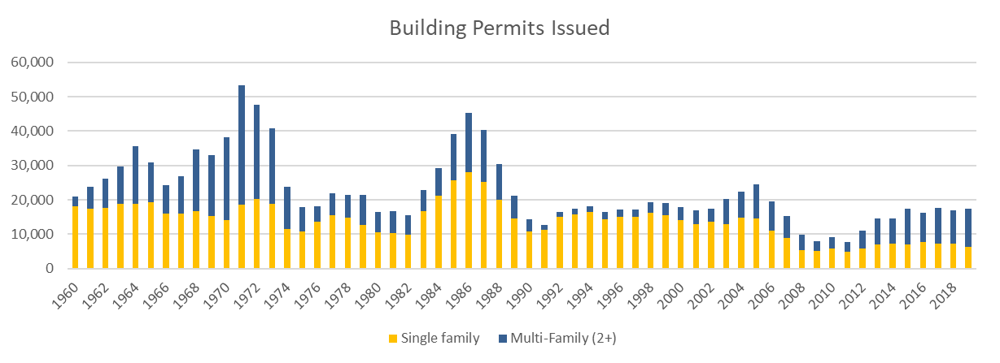 Building Permits Issued
60,000
50,000
40,000
30,000
20,000
10,000
0
1960 1962 1964 1966 1968 1970 1972 1974 1976 1978 1980 1982 1984 1986 1988 1990 1992 1994 1996 1998 2000 2002 2004 2006 2008 2010 2012 2014 2016 2018
Single family Multi-Family (2+)